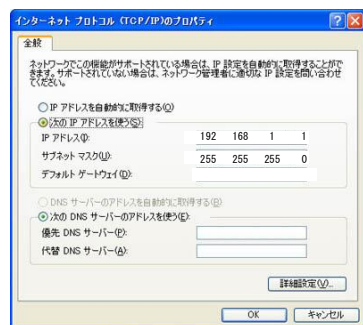 インターネット プロトコル (TCP/IP)のプロパティ
全般
ネットワークでこの機能がサポートされている場合は、IP 設定を自動的に取得することがで
きます。サポートされていない場合は、ネットワーク管理者に適切な IP 設定を問い合わせ
てください。
IP アドレスを自動的に取得する(O)
次の IP アドレスを使う(S):
IP アドレス(I): 192 168 1 1
サブネット マスク(U): 255 255 255 0
デフォルト ゲートウェイ(D):
DNS サーバーのアドレスを自動的に取得する(B)
次の DNS サーバーのアドレスを使う(E):
優先 DNS サーバー(P):
代替 DNS サーバー(A):
詳細設定(V)...
OK キャンセル